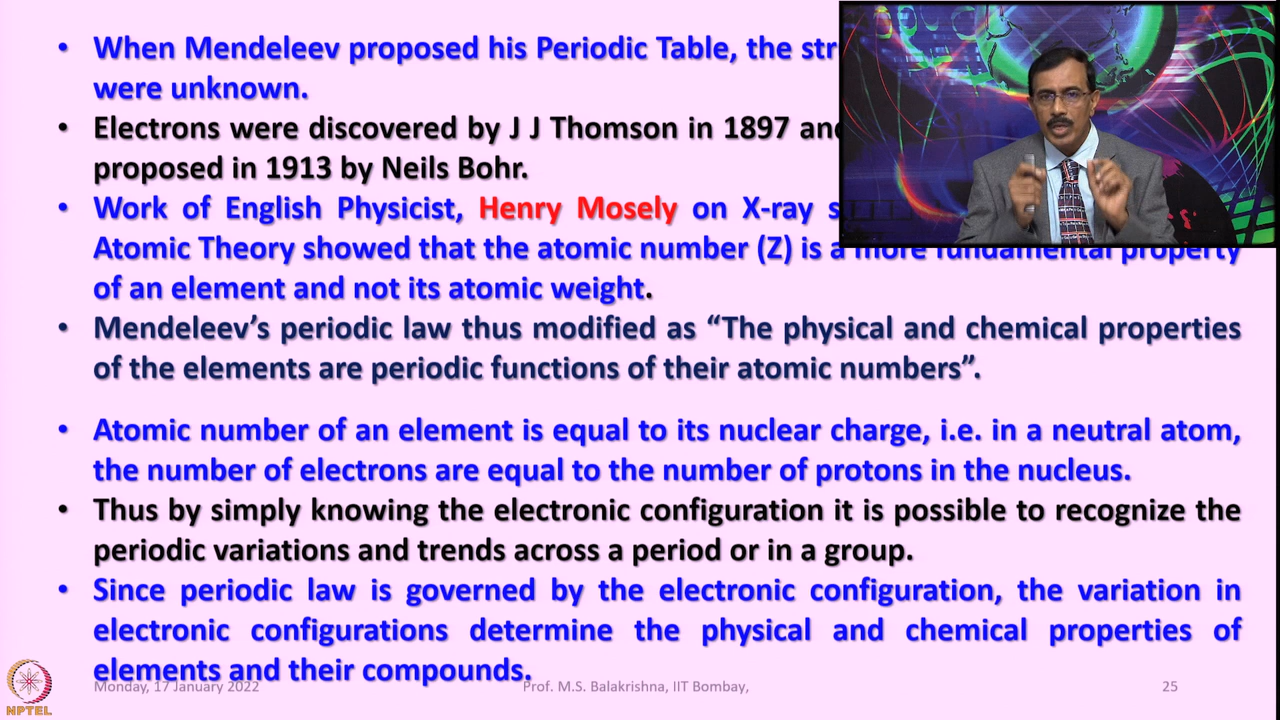 • When Mendeleev proposed his Periodic Table, the
were unknown.
• Electrons were discovered by J J Thomson in 1897
proposed in 1913 by Neils Bohr.
• Work of English Physicist, Henry Mosely on X-ray
Atomic Theory showed that the atomic number (Z) is a more fundamental property
of an element and not its atomic weight.
• Mendeleev’s periodic law thus modified as “The physical and chemical properties
of the elements are periodic functions of their atomic numbers”.
• Atomic number of an element is equal to its nuclear charge, i.e. in a neutral atom,
the number of electrons are equal to the number of protons in the nucleus.
• Thus by simply knowing the electronic configuration it is possible to recognize the
periodic variations and trends across a period or in a group.
• Since periodic law is governed by the electronic configuration, the variation in
electronic configurations determine the physical and chemical properties of
elements and their compounds.
Monday, 17 January 2022 Prof. M.S. Balakrishna, IIT Bombay, 25
NPTEL